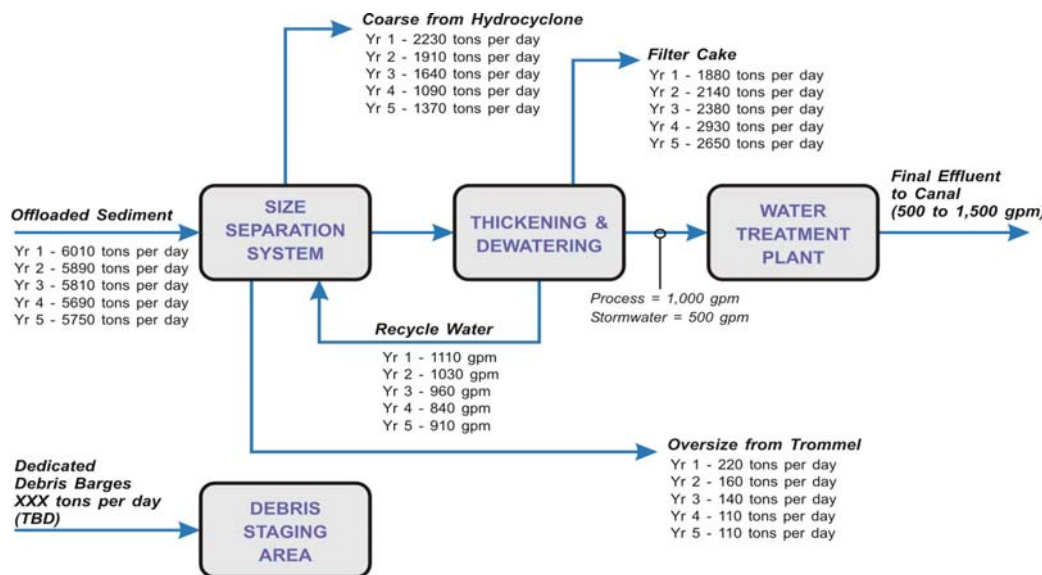 Coarse from Hydrocyclone
Yr 1 - 2230 tons per day
Yr 2 - 1910 tons per day
Yr 3 - 1640 tons per day
Yr 4 - 1090 tons per day
Yr 5 - 1370 tons per day
Filter Cake
Yr 1 - 1880 tons per day
Yr 2 - 2140 tons per day
Yr 3 - 2380 tons per day
Yr 4 - 2930 tons per day
Yr 5 - 2650 tons per day
Offloaded Sediment
Yr 1 - 6010 tons per day
Yr 2 - 5890 tons per day
Yr 3 - 5810 tons per day
Yr 4 - 5690 tons per day
Yr 5 - 5750 tons per day
SIZE
SEPARATION
SYSTEM
THICKENING &
DEWATERING
WATER
TREATMENT
PLANT
Final Effluent
to Canal
(500 to 1,500 gpm)
Process = 1,000 gpm
Stormwater = 500 gpm
Recycle Water
Yr 1 - 1110 gpm
Yr 2 - 1030 gpm
Yr 3 - 960 gpm
Yr 4 - 840 gpm
Yr 5 - 910 gpm
Oversize from Trommel
Yr 1 - 220 tons per day
Yr 2 - 160 tons per day
Yr 3 - 140 tons per day
Yr 4 - 110 tons per day
Yr 5 - 110 tons per day
Dedicated
Debris Barges
XXX tons per day
(TBD)
DEBRIS
STAGING
AREA